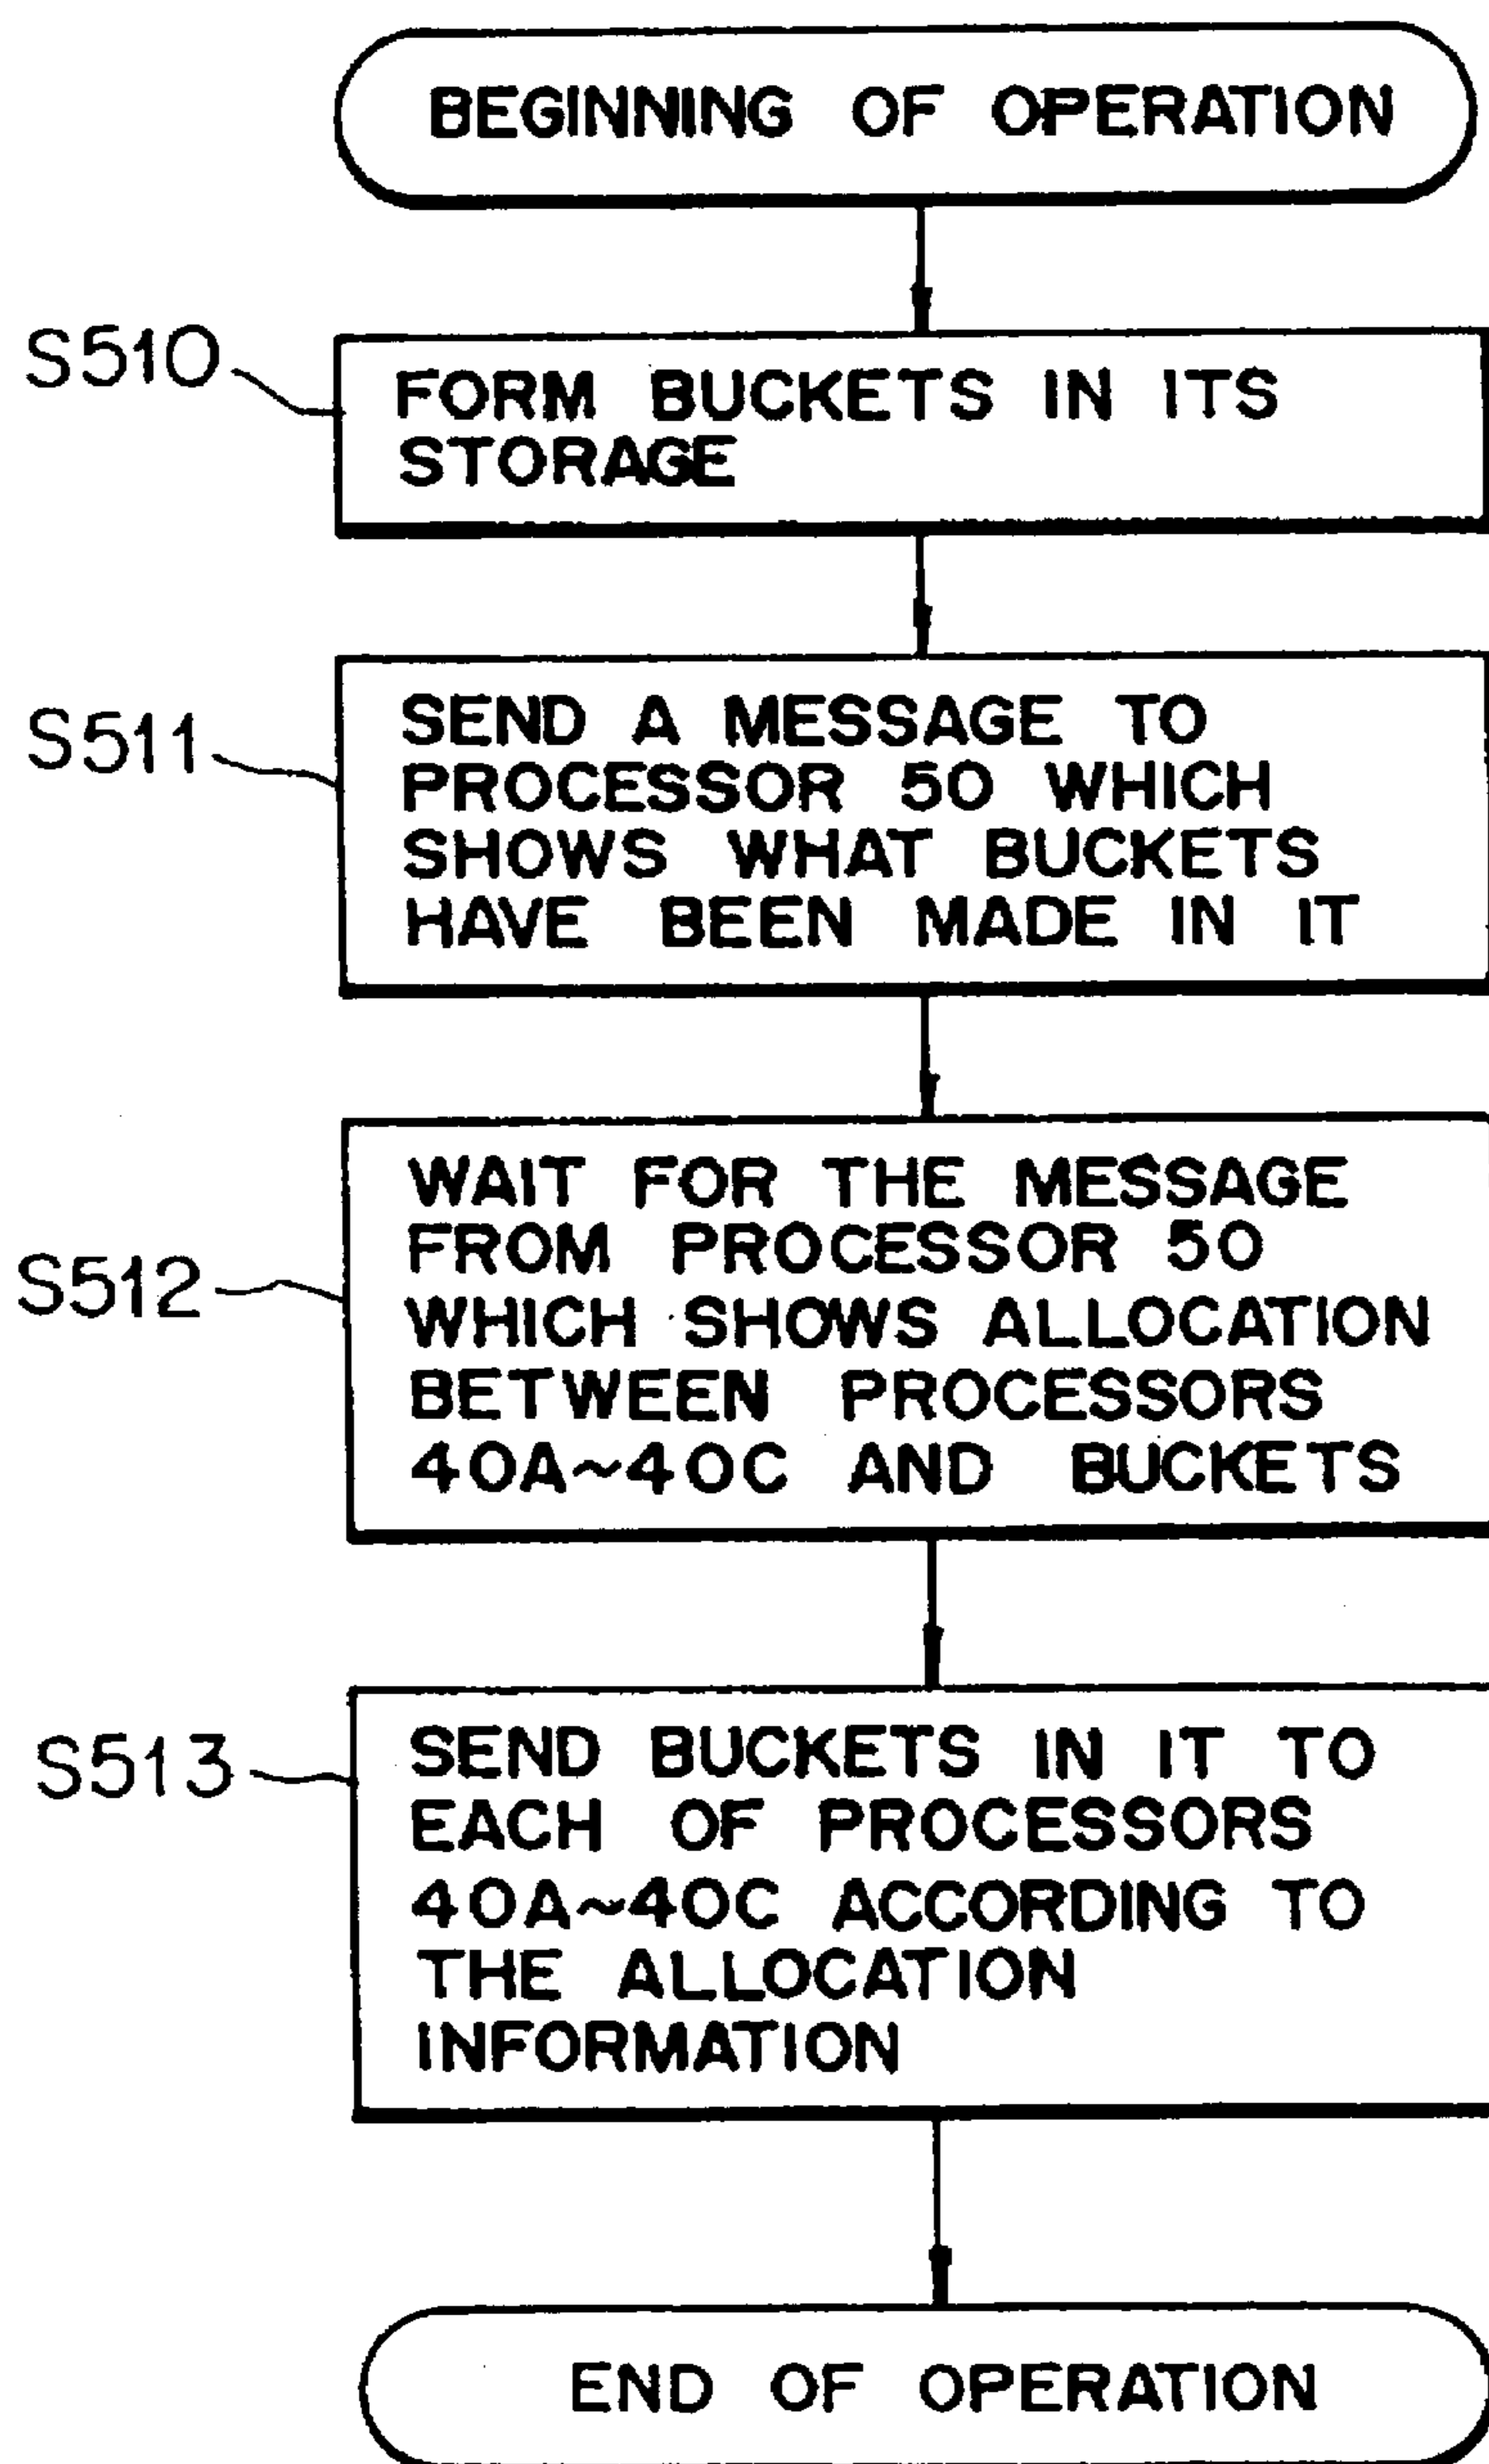 BEGINNING OF OPERATION
S510
FORM BUCKETS IN ITS
STORAGE
S511
SEND A MESSAGE TO
PROCESSOR 50 WHICH
SHOWS WHAT BUCKETS
HAVE BEEN MADE IN IT
S512
WAIT FOR THE MESSAGE
FROM PROCESSOR 50
WHICH SHOWS ALLOCATION
BETWEEN PROCESSORS
40A~40C AND BUCKETS
S513
SEND BUCKETS IN IT TO
EACH OF PROCESSORS
40A~40C ACCORDING TO
THE ALLOCATION
INFORMATION
END OF OPERATION